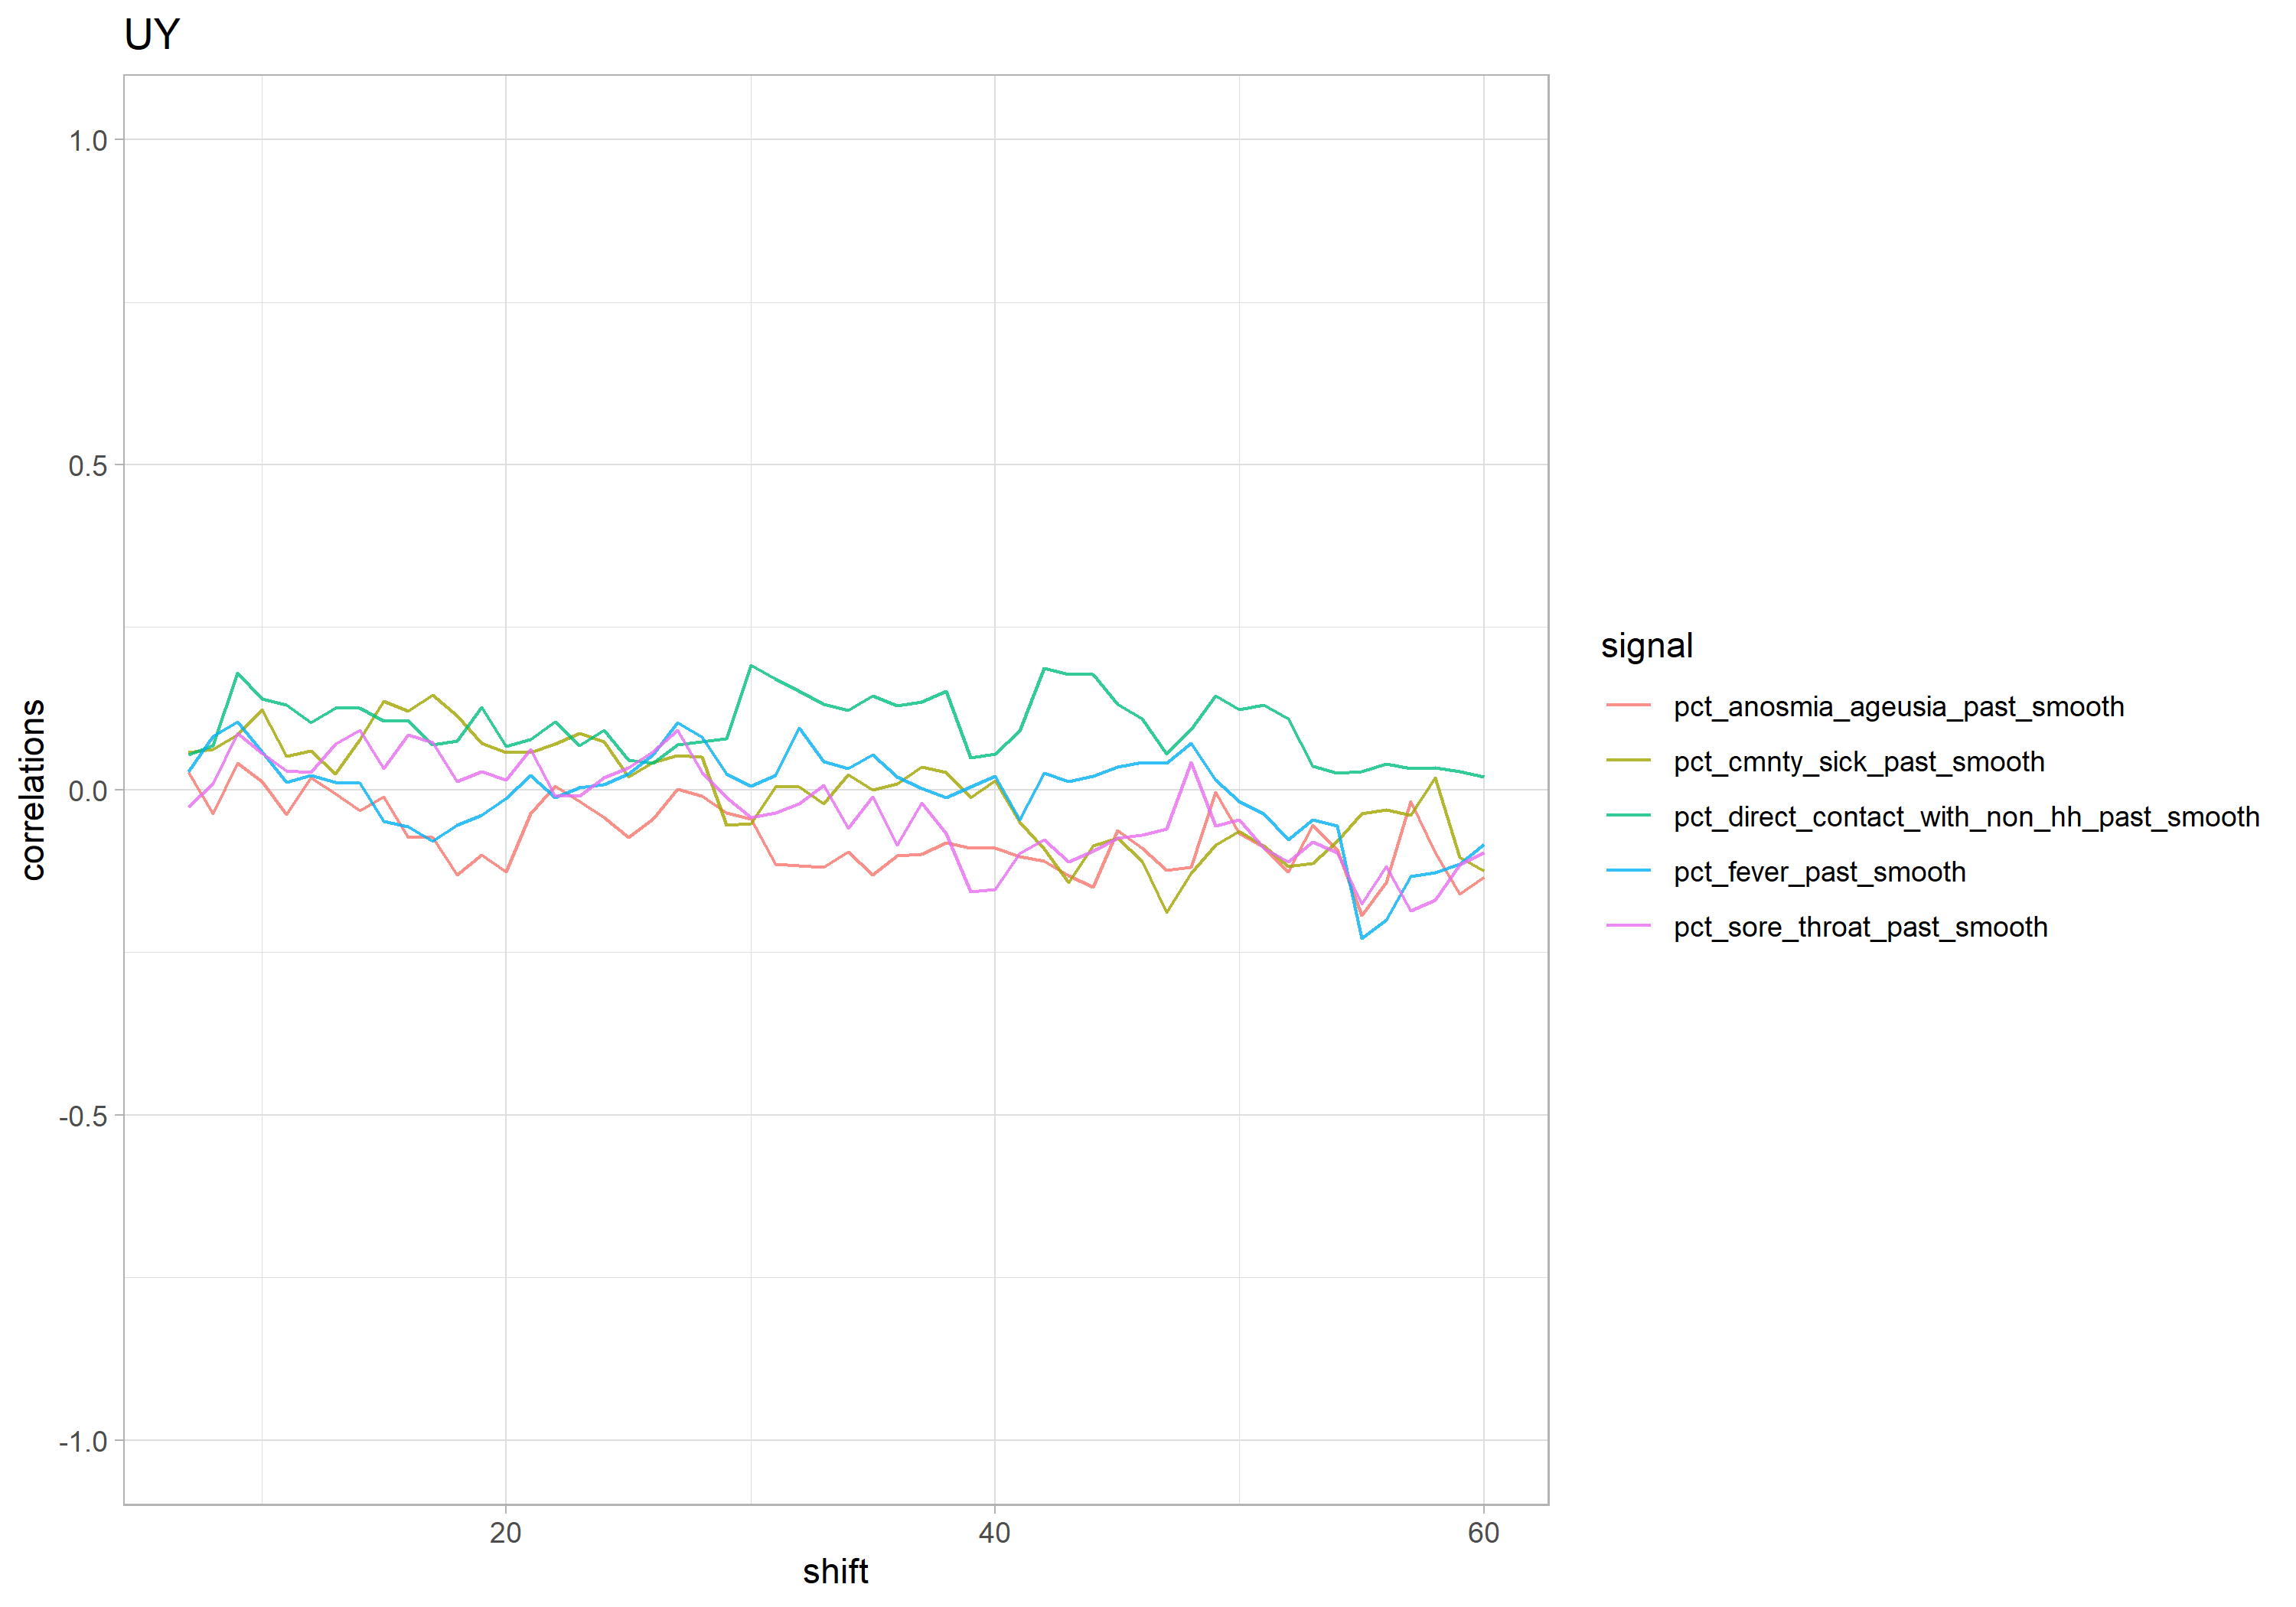 UY
1.0
0.5
0.0
-0.5
-1.0
correlations
20 40 60
shift
signal
pct_anosmia_ageusia_past_smooth
pct_cmnty_sick_past_smooth
pct_direct_contact_with_non_hh_past_smooth
pct_fever_past_smooth
pct_sore_throat_past_smooth